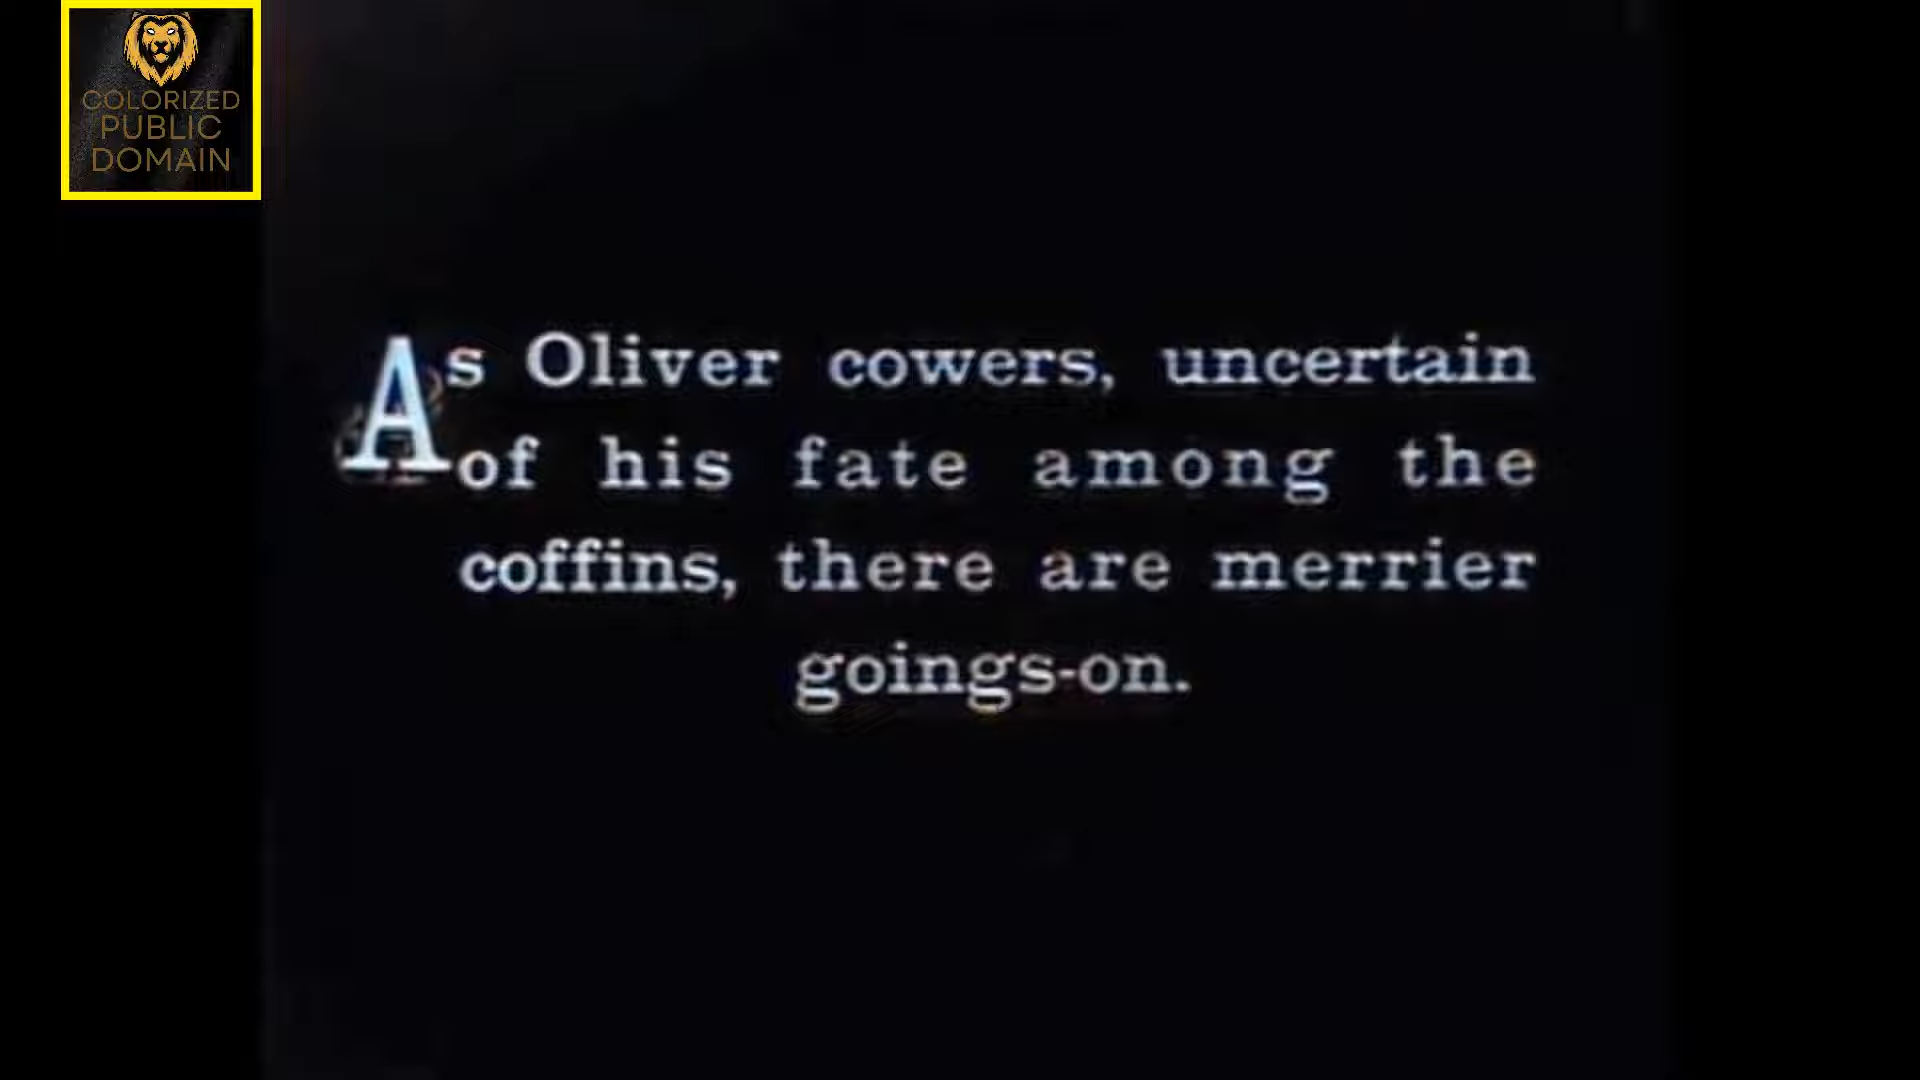 COLORIZED
PUBLIC
DOMAIN
As Oliver cowers, uncertain
of his fate among the
coffins, there are merrier
goings-on.